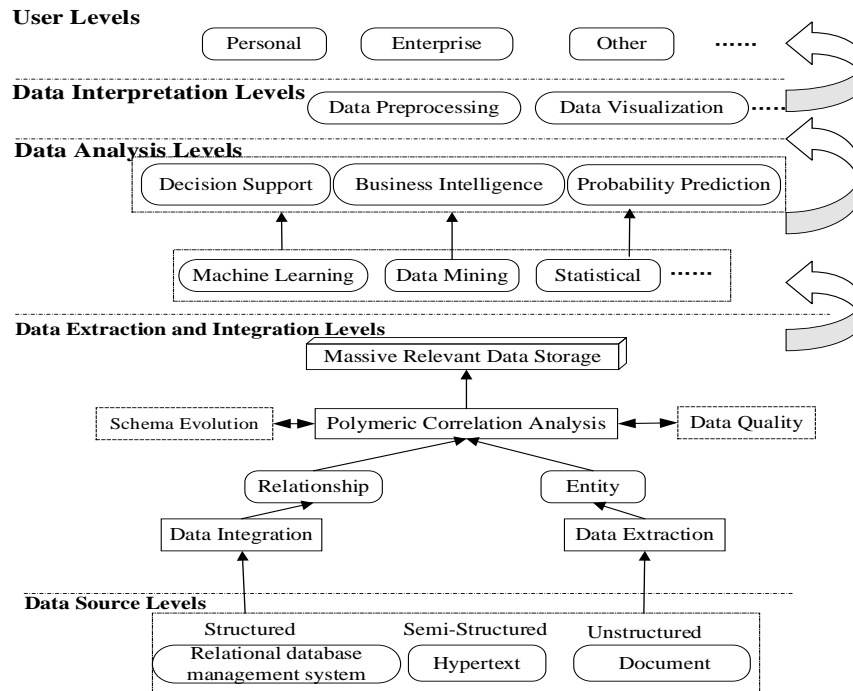 User Levels
Personal
Enterprise
Other
......
Data Interpretation Levels
Data Preprocessing
Data Visualization
.....
Data Analysis Levels
Decision Support
Business Intelligence
Probability Prediction
Machine Learning
Data Mining
Statistical
......
Data Extraction and Integration Levels
Massive Relevant Data Storage
Schema Evolution
Polymeric Correlation Analysis
Data Quality
Relationship
Entity
Data Integration
Data Extraction
Data Source Levels
Structured
Semi-Structured
Unstructured
Relational database
management system
Hypertext
Document